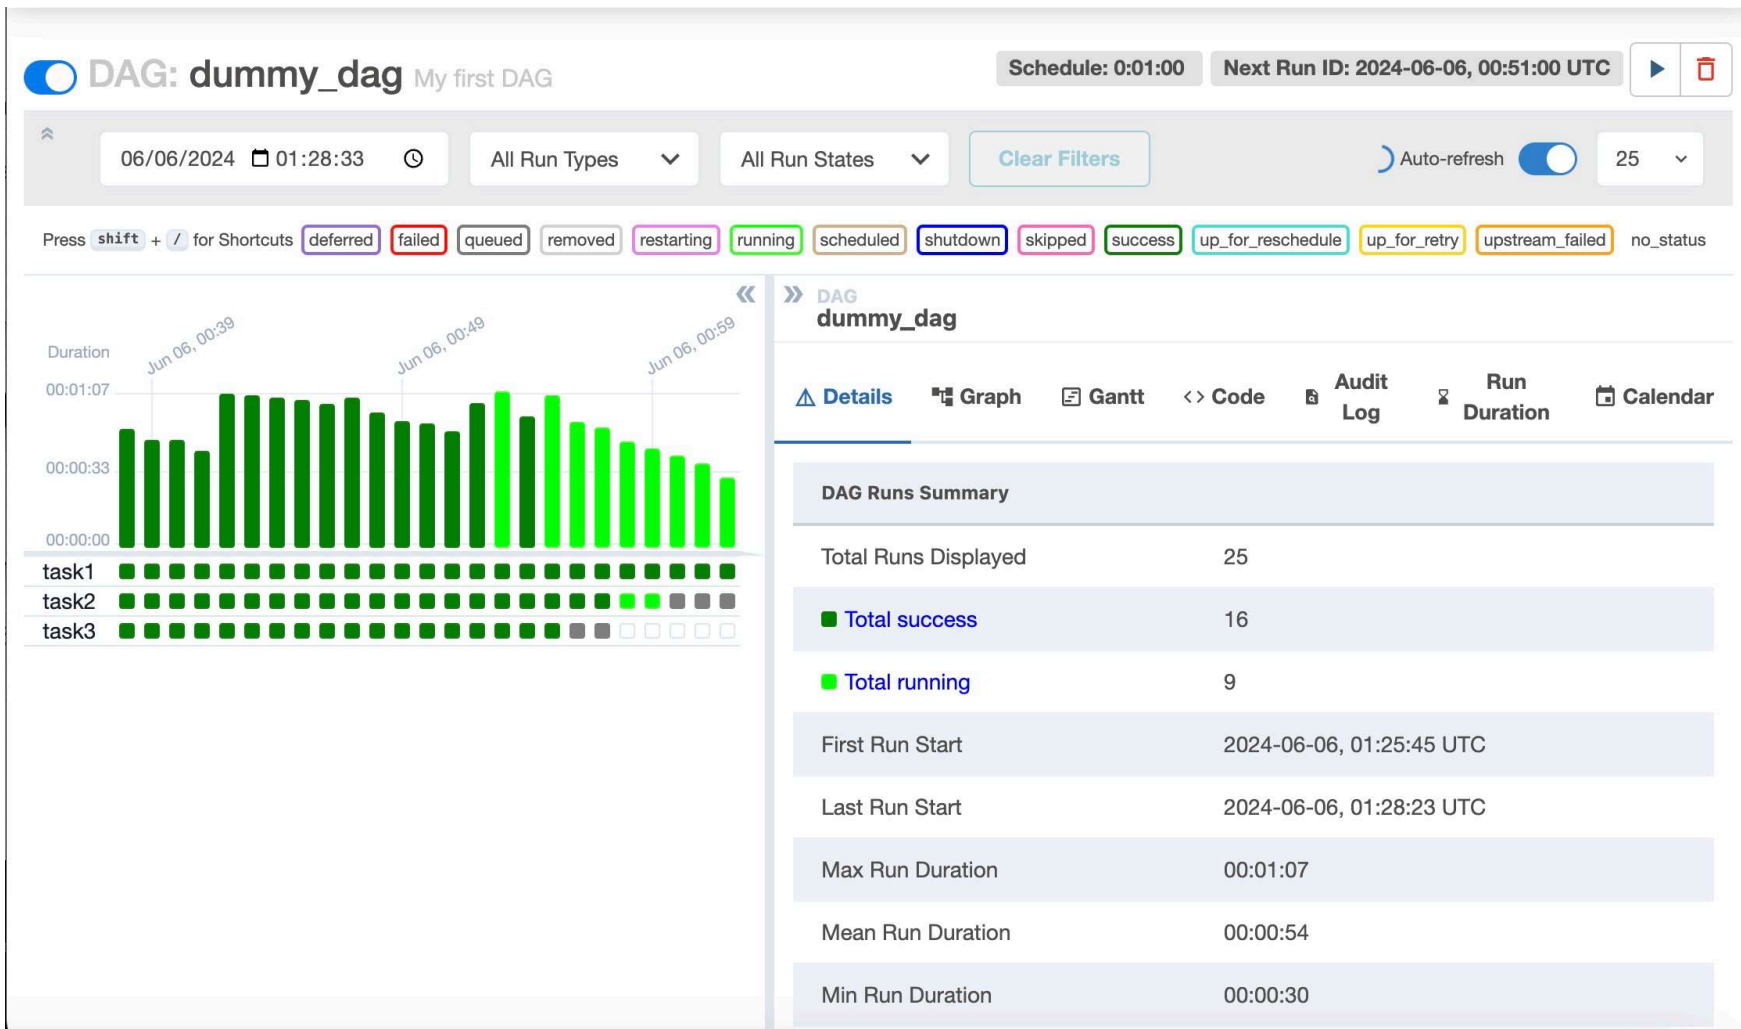 DAG: dummy_dag My first DAG
Schedule: 0:01:00
Next Run ID: 2024-06-06, 00:51:00 UTC
06/06/2024 01:28:33
All Run Types
All Run States
Clear Filters
Auto-refresh
25
Press shift + / for Shortcuts
deferred
failed
queued
removed
restarting
running
scheduled
shutdown
skipped
success
up_for_reschedule
up_for_retry
upstream_failed
no_status
Duration
Jun 06, 00:39
Jun 06, 00:49
Jun 06, 00:59
00:01:07
00:00:33
00:00:00
task1
task2
task3
DAG
dummy_dag
Details
Graph
Gantt
Code
Audit
Log
Run
Duration
Calendar
DAG Runs Summary
Total Runs Displayed 25
Total success 16
Total running 9
First Run Start 2024-06-06, 01:25:45 UTC
Last Run Start 2024-06-06, 01:28:23 UTC
Max Run Duration 00:01:07
Mean Run Duration 00:00:54
Min Run Duration 00:00:30